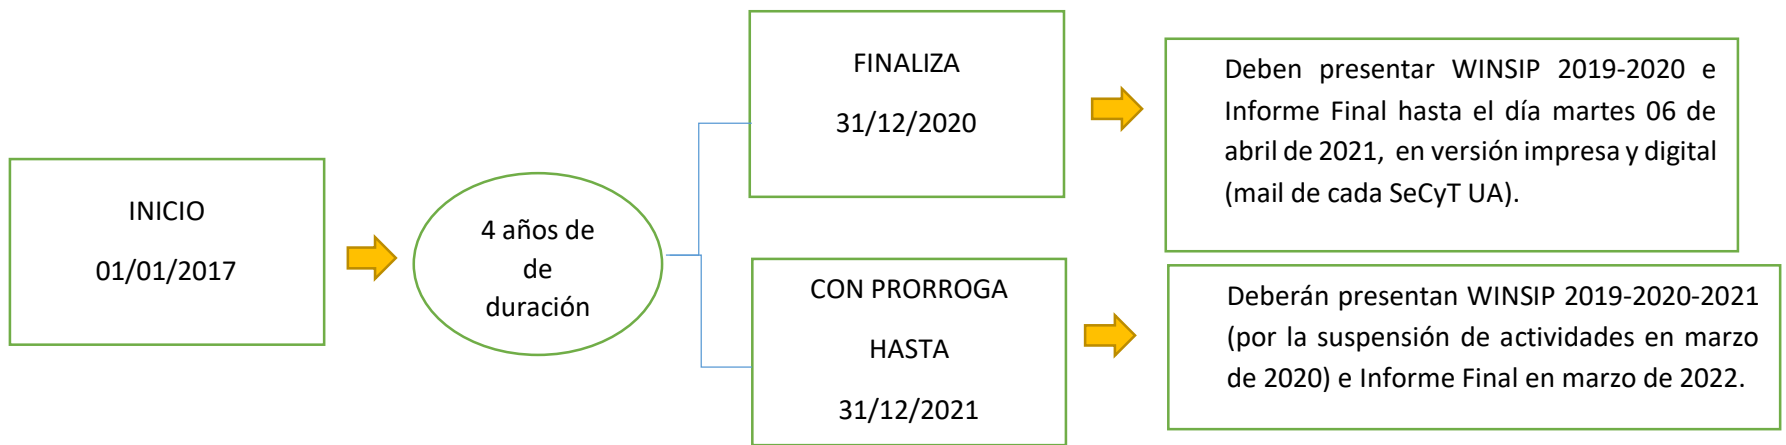 INICIO
01/01/2017
4 años de
de
duración
FINALIZA
31/12/2020
Deben presentar WINSIP 2019-2020 e
Informe Final hasta el día martes 06 de
abril de 2021, en versión impresa y digital
(mail de cada SeCyT UA).
CON PRORROGA
HASTA
31/12/2021
Deberán presentan WINSIP 2019-2020-2021
(por la suspensión de actividades en marzo
de 2020) e Informe Final en marzo de 2022.